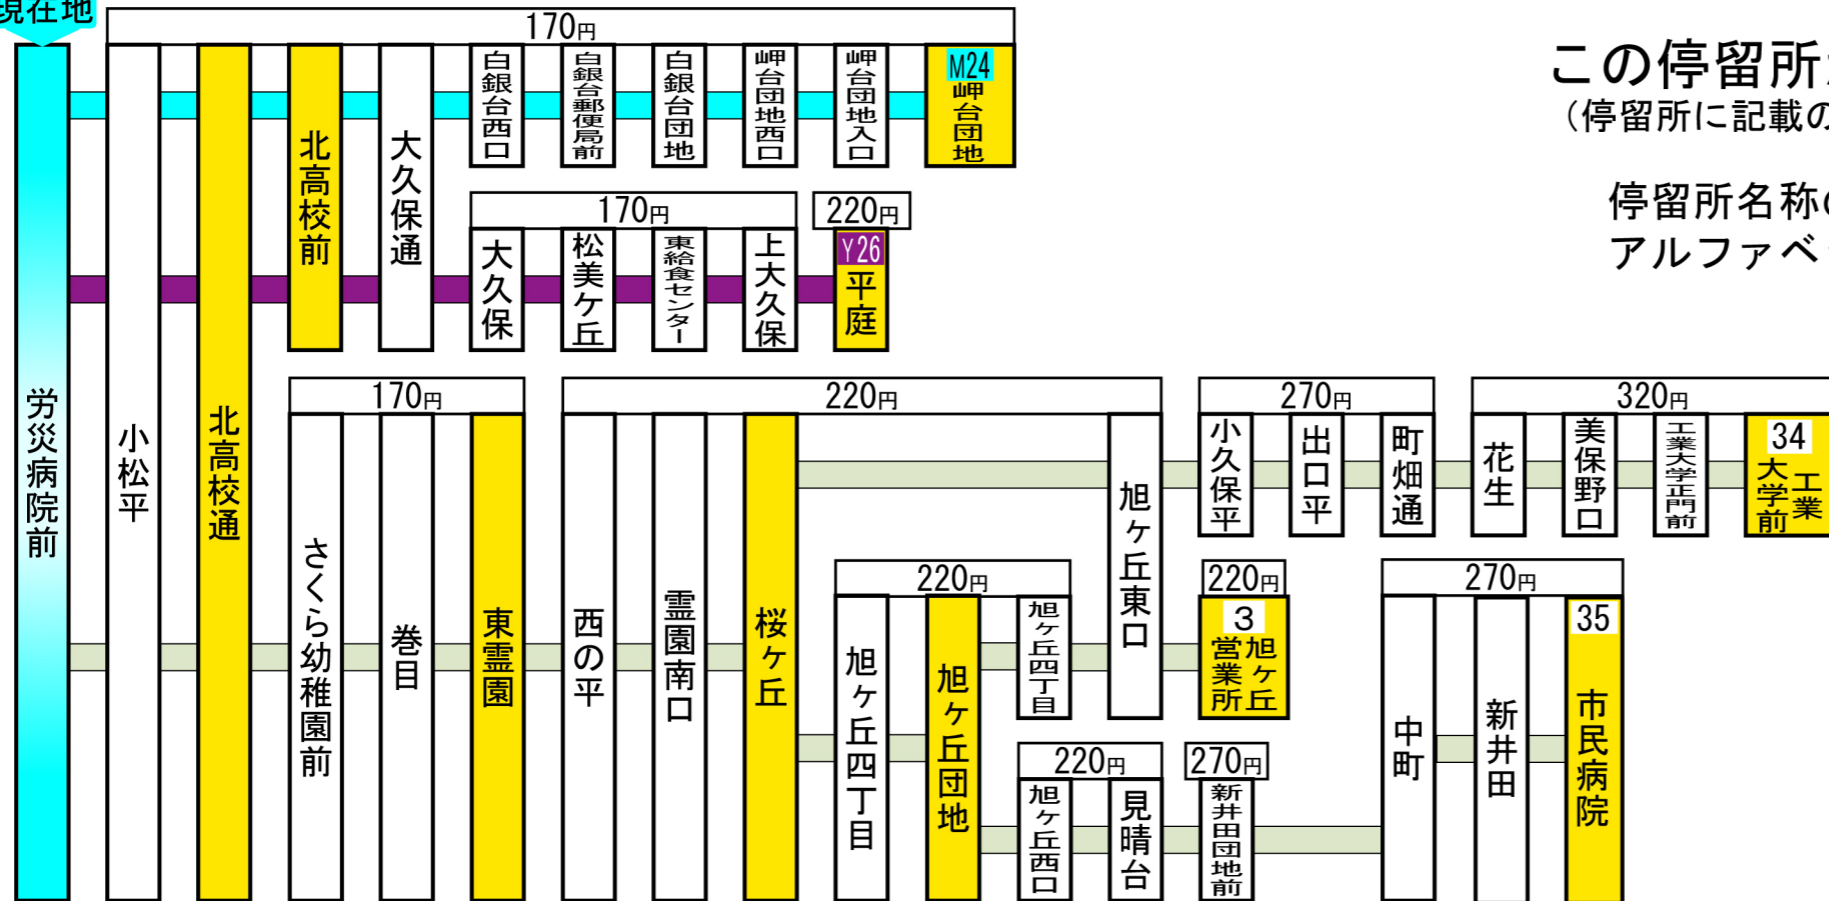 現在地
170円
労災病院前
小松平
北高校通
北高校前
大久保通
白銀台西口
白銀台郵便局前
白銀台団地
岬台団地西口
岬台団地入口
M24
岬台団地
170円
220円
大久保
松美ケ丘
東給食センター
上大久保
Y26
平庭
170円
220円
270円
320円
さくら幼稚園前
巻目
東霊園
西の平
霊園南口
桜ヶ丘
旭ヶ丘東口
小久保平
出口平
町畑通
花生
美保野口
工業大学正門前
34
工業
大学前
220円
220円
270円
旭ヶ丘四丁目
旭ヶ丘団地
旭ヶ丘四丁目
3
旭ヶ丘
営業所
中町
新井田
35
市民病院
220円
270円
旭ヶ丘西口
見晴台
新井田団地前
この停留所
(停留所に記載の
停留所名称の
アルファベ